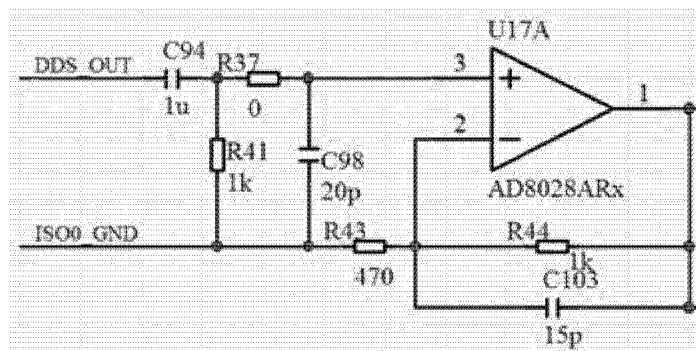 U17A
C94
R37
DDS_OUT
3
1
1u
0
2
R41
1k
C98
20p
AD8028ARx
ISO0_GND
R43
R44
470
1k
C103
15p